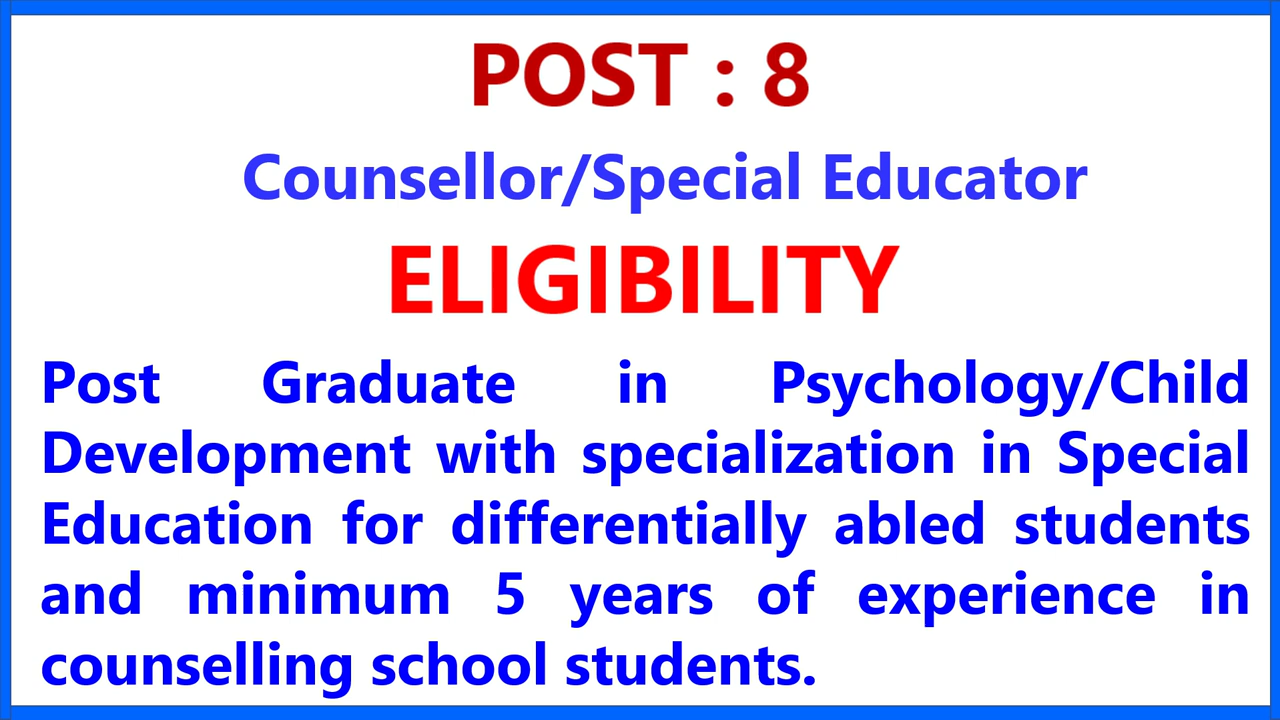 POST : 8
Counsellor/Special Educator
ELIGIBILITY
Post Graduate in Psychology/Child
Development with specialization in Special
Education for differentially abled students
and minimum 5 years of experience in
counselling school students.